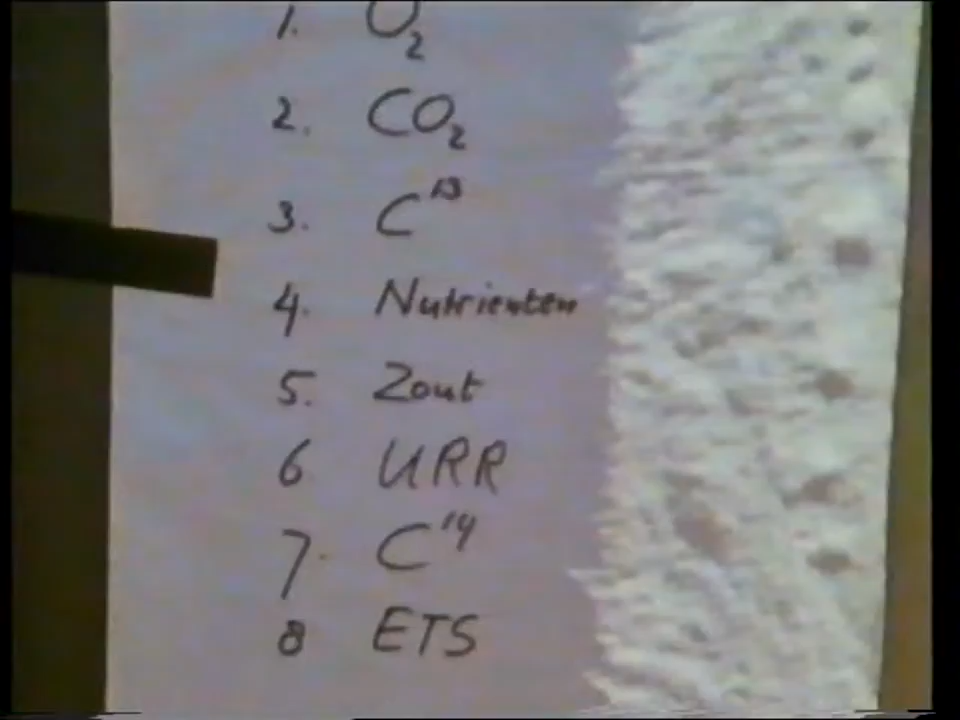 1. O₂
2. CO₂
3. C¹³
4. Nutrienten
5. Zout
6 URR
7. C¹⁴
8 ETS